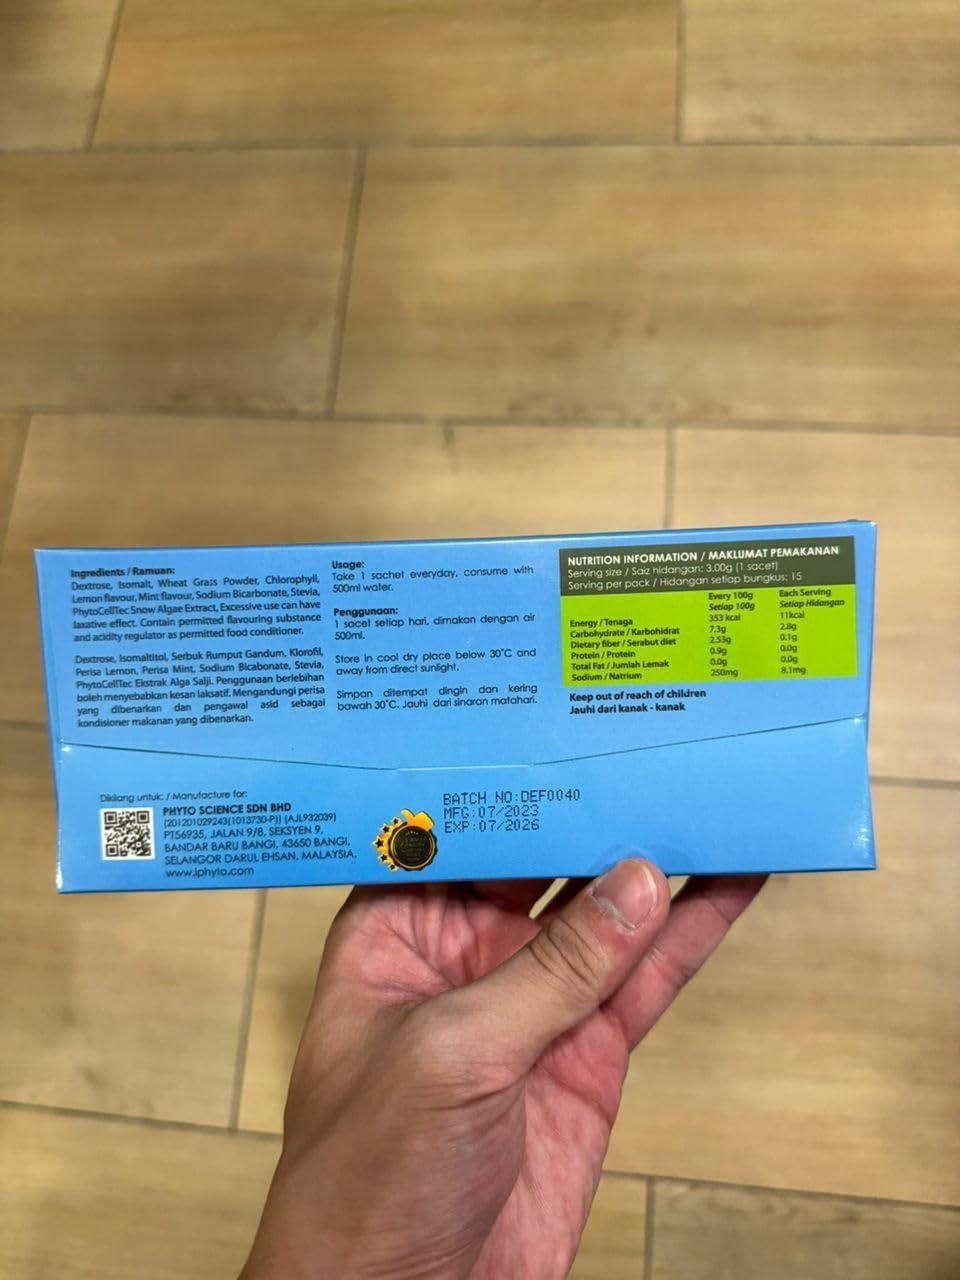 Ingredients / Ramuan:
Dextrose, Isomalt, Wheat Grass Powder, Chlorophyll,
Lemon flavour, Mint flavour, Sodium Bicarbonate, Stevia,
PhytoCellTec Snow Algae Extract, Excessive use can have
laxative effect. Contain permitted flavouring substance
and acidity regulator as permitted food conditioner.
Dextrose, Isomaltitol, Serbuk Rumput Gandum, Klorofil,
Perisa Lemon, Perisa Mint, Sodium Bicabonate, Stevia,
PhytoCellTec Ekstrak Alga Salji. Penggunaan berlebihan
boleh menyebabkan kesan laksatif. Mengandungi perisa
yang dibenarkan dan pengawal asid sebagai
kondisioner makanan yang dibenarkan.
Usage:
Take 1 sachet everyday, consume with
500ml water.
Penggunaan:
1 sacet setiap hari, dimakan dengan air
500ml.
Store in cool dry place below 30°C and
away from direct sunlight.
Simpan ditempat dingin dan kering
bawah 30°C. Jauhi dari sinaran matahari.
NUTRITION INFORMATION / MAKLUMAT PEMAKANAN
Serving size / Saiz hidangan: 3.00g (1 sacet)
Serving per pack / Hidangan setiap bungkus: 15
Every 100g Each Serving
Setiap 100g Setiap Hidangan
Energy / Tenaga 353 kcal 11kcal
Carbohydrate / Karbohidrat 7.3g 2.8g
Dietary fiber / Serabut diet 2.53g 0.1g
Protein / Protein 0.9g 0.0g
Total Fat / Jumlah Lemak 0.0g 0.0g
Sodium / Natrium 250mg 8.1mg
Keep out of reach of children
Jauhi dari kanak - kanak
Dikilang untuk: / Manufacture for:
PHYTO SCIENCE SDN BHD
(201201029243(1013730-P)) (AJL932039)
PT56935, JALAN 9/8, SEKSYEN 9,
BANDAR BARU BANGI, 43650 BANGI,
SELANGOR DARUL EHSAN, MALAYSIA.
www.iphyto.com
BATCH NO:DEF0040
MFG:07/2023
EXP:07/2026